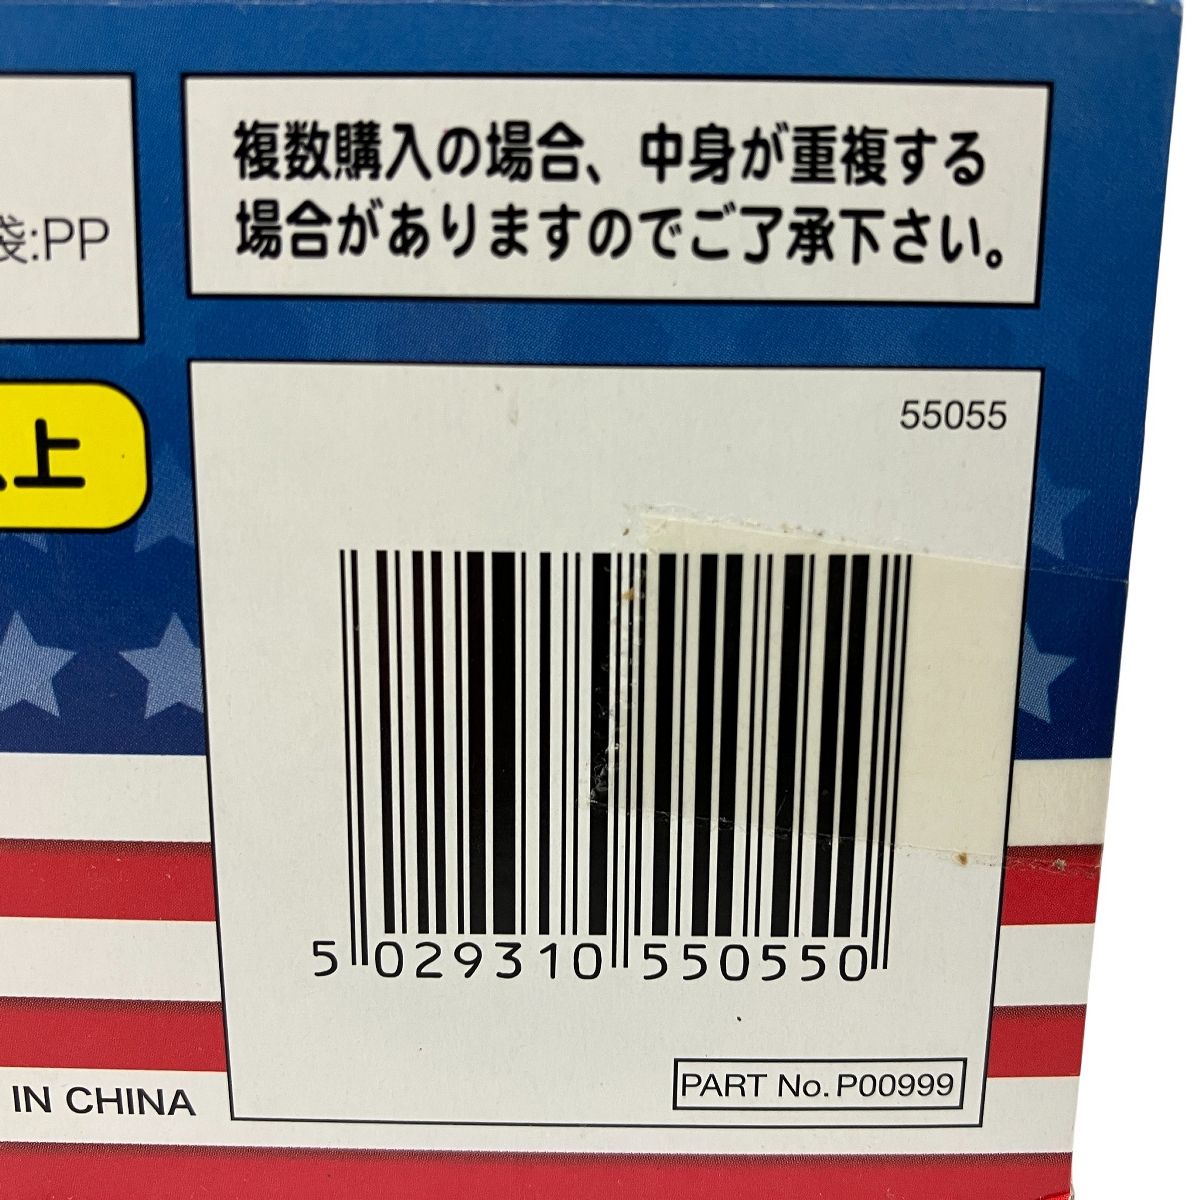 複数購入の場合、中身が重複する
場合がありますのでご了承下さい。
袋:PP
上
55055
5 029310 550550
PART No. P00999
IN CHINA